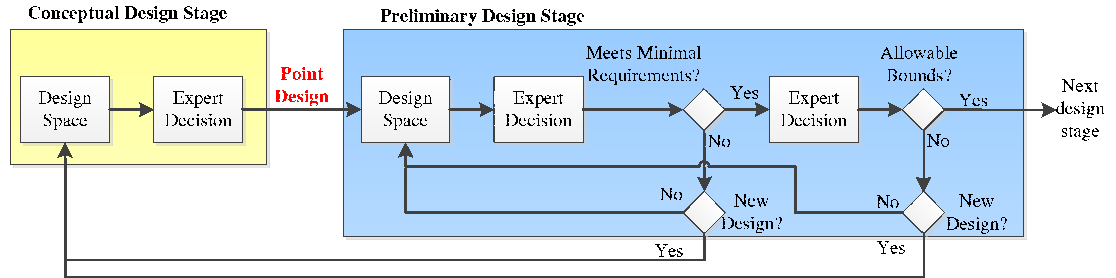 Conceptual Design Stage
Preliminary Design Stage
Design
Space
Expert
Decision
Point
Design
Design
Space
Expert
Decision
Meets Minimal
Requirements?
Yes
No
Expert
Decision
Allowable
Bounds?
Yes
No
Next
design
stage
No
New
Design?
Yes
No
New
Design?
Yes